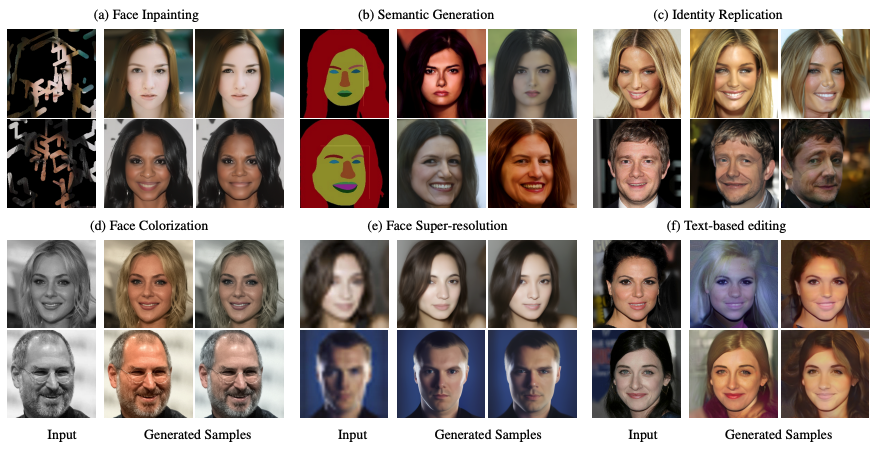 (a) Face Inpainting
(b) Semantic Generation
(c) Identity Replication
(d) Face Colorization
(e) Face Super-resolution
(f) Text-based editing
Input
Generated Samples
Input
Generated Samples
Input
Generated Samples